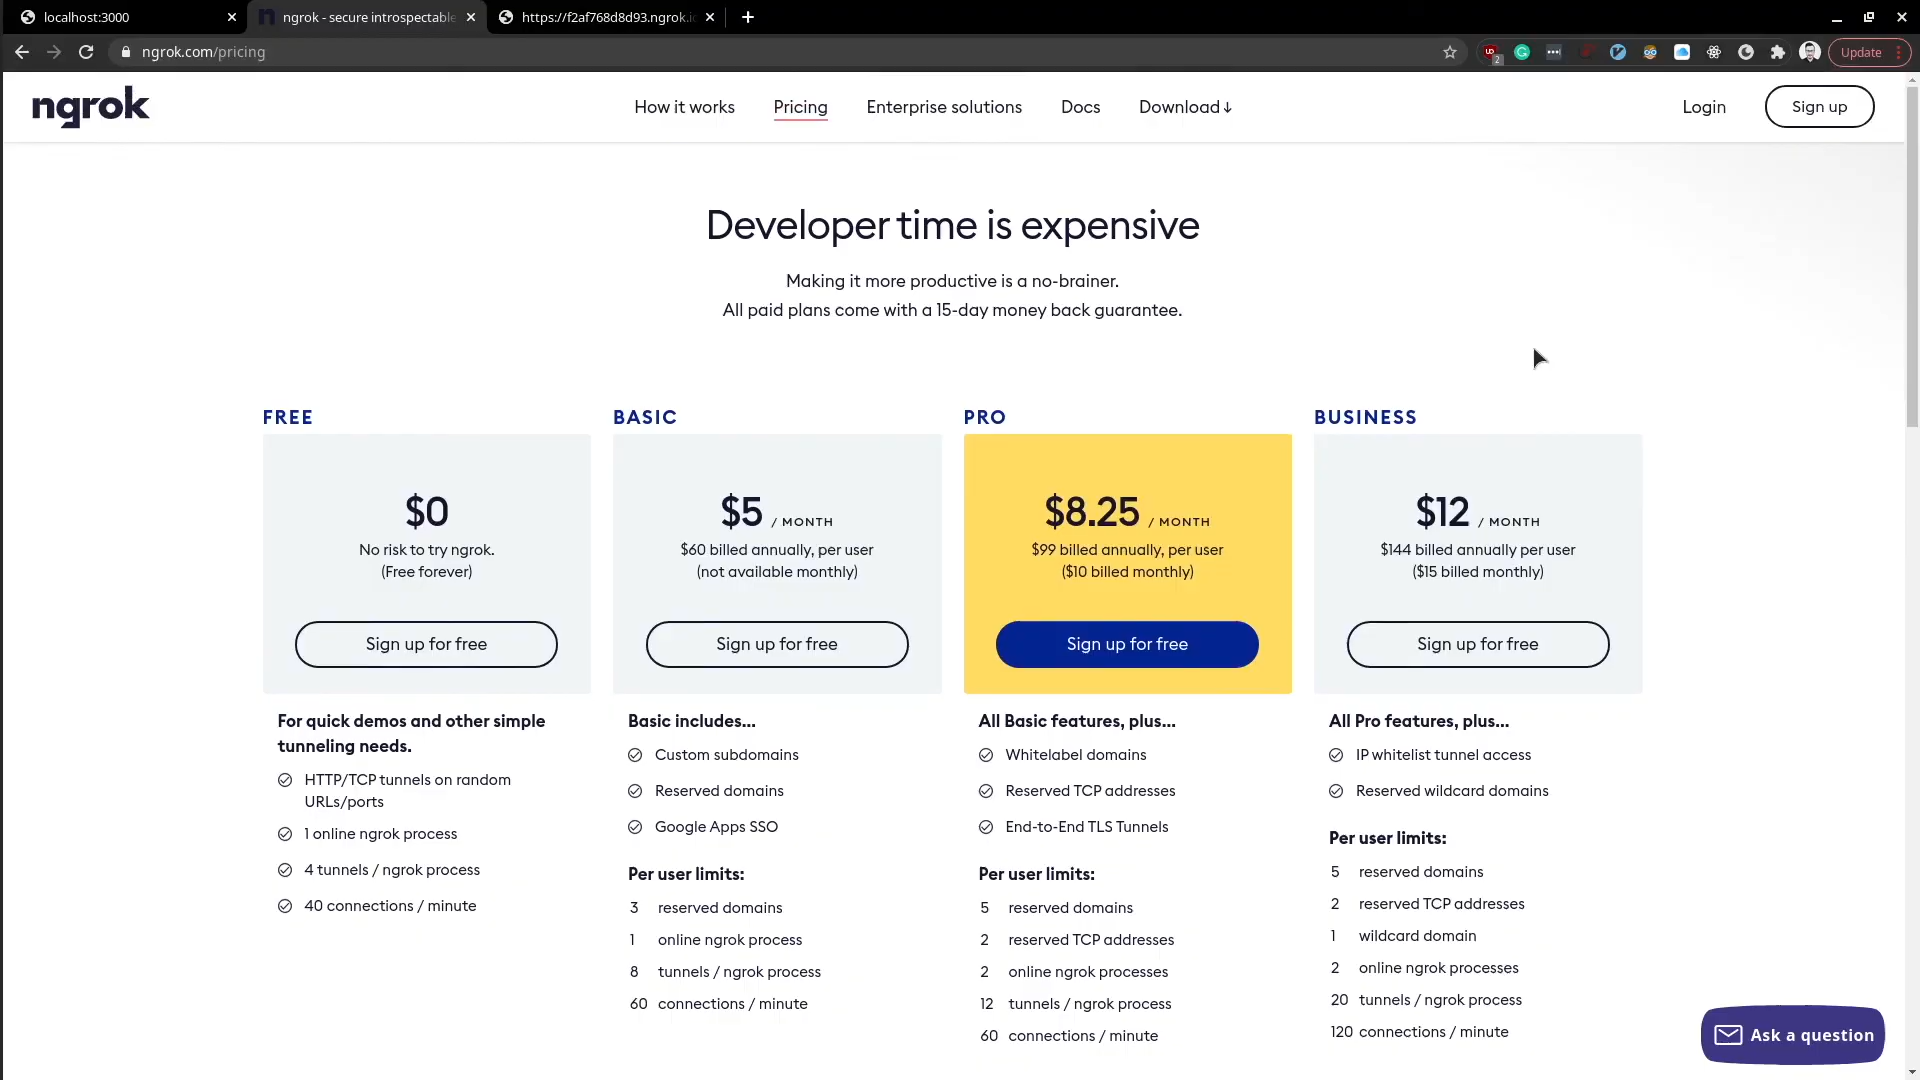 localhost:3000
ngrok - secure introspectable
https://f2af768d8d93.ngrok.i
ngrok.com/pricing
2
Update
ngrok
How it works
Pricing
Enterprise solutions
Docs
Download↓
Login
Sign up
Developer time is expensive
Making it more productive is a no-brainer.
All paid plans come with a 15-day money back guarantee.
FREE
$0
No risk to try ngrok.
(Free forever)
Sign up for free
For quick demos and other simple
tunneling needs.
HTTP/TCP tunnels on random
URLs/ports
1 online ngrok process
4 tunnels / ngrok process
40 connections / minute
BASIC
$5 / MONTH
$60 billed annually, per user
(not available monthly)
Sign up for free
Basic includes...
Custom subdomains
Reserved domains
Google Apps SSO
Per user limits:
3 reserved domains
1 online ngrok process
8 tunnels / ngrok process
60 connections / minute
PRO
$8.25 / MONTH
$99 billed annually, per user
($10 billed monthly)
Sign up for free
All Basic features, plus...
Whitelabel domains
Reserved TCP addresses
End-to-End TLS Tunnels
Per user limits:
5 reserved domains
2 reserved TCP addresses
2 online ngrok processes
12 tunnels / ngrok process
60 connections / minute
BUSINESS
$12 / MONTH
$144 billed annually per user
($15 billed monthly)
Sign up for free
All Pro features, plus...
IP whitelist tunnel access
Reserved wildcard domains
Per user limits:
5 reserved domains
2 reserved TCP addresses
1 wildcard domain
2 online ngrok processes
20 tunnels / ngrok process
120 connections / minute
Ask a question